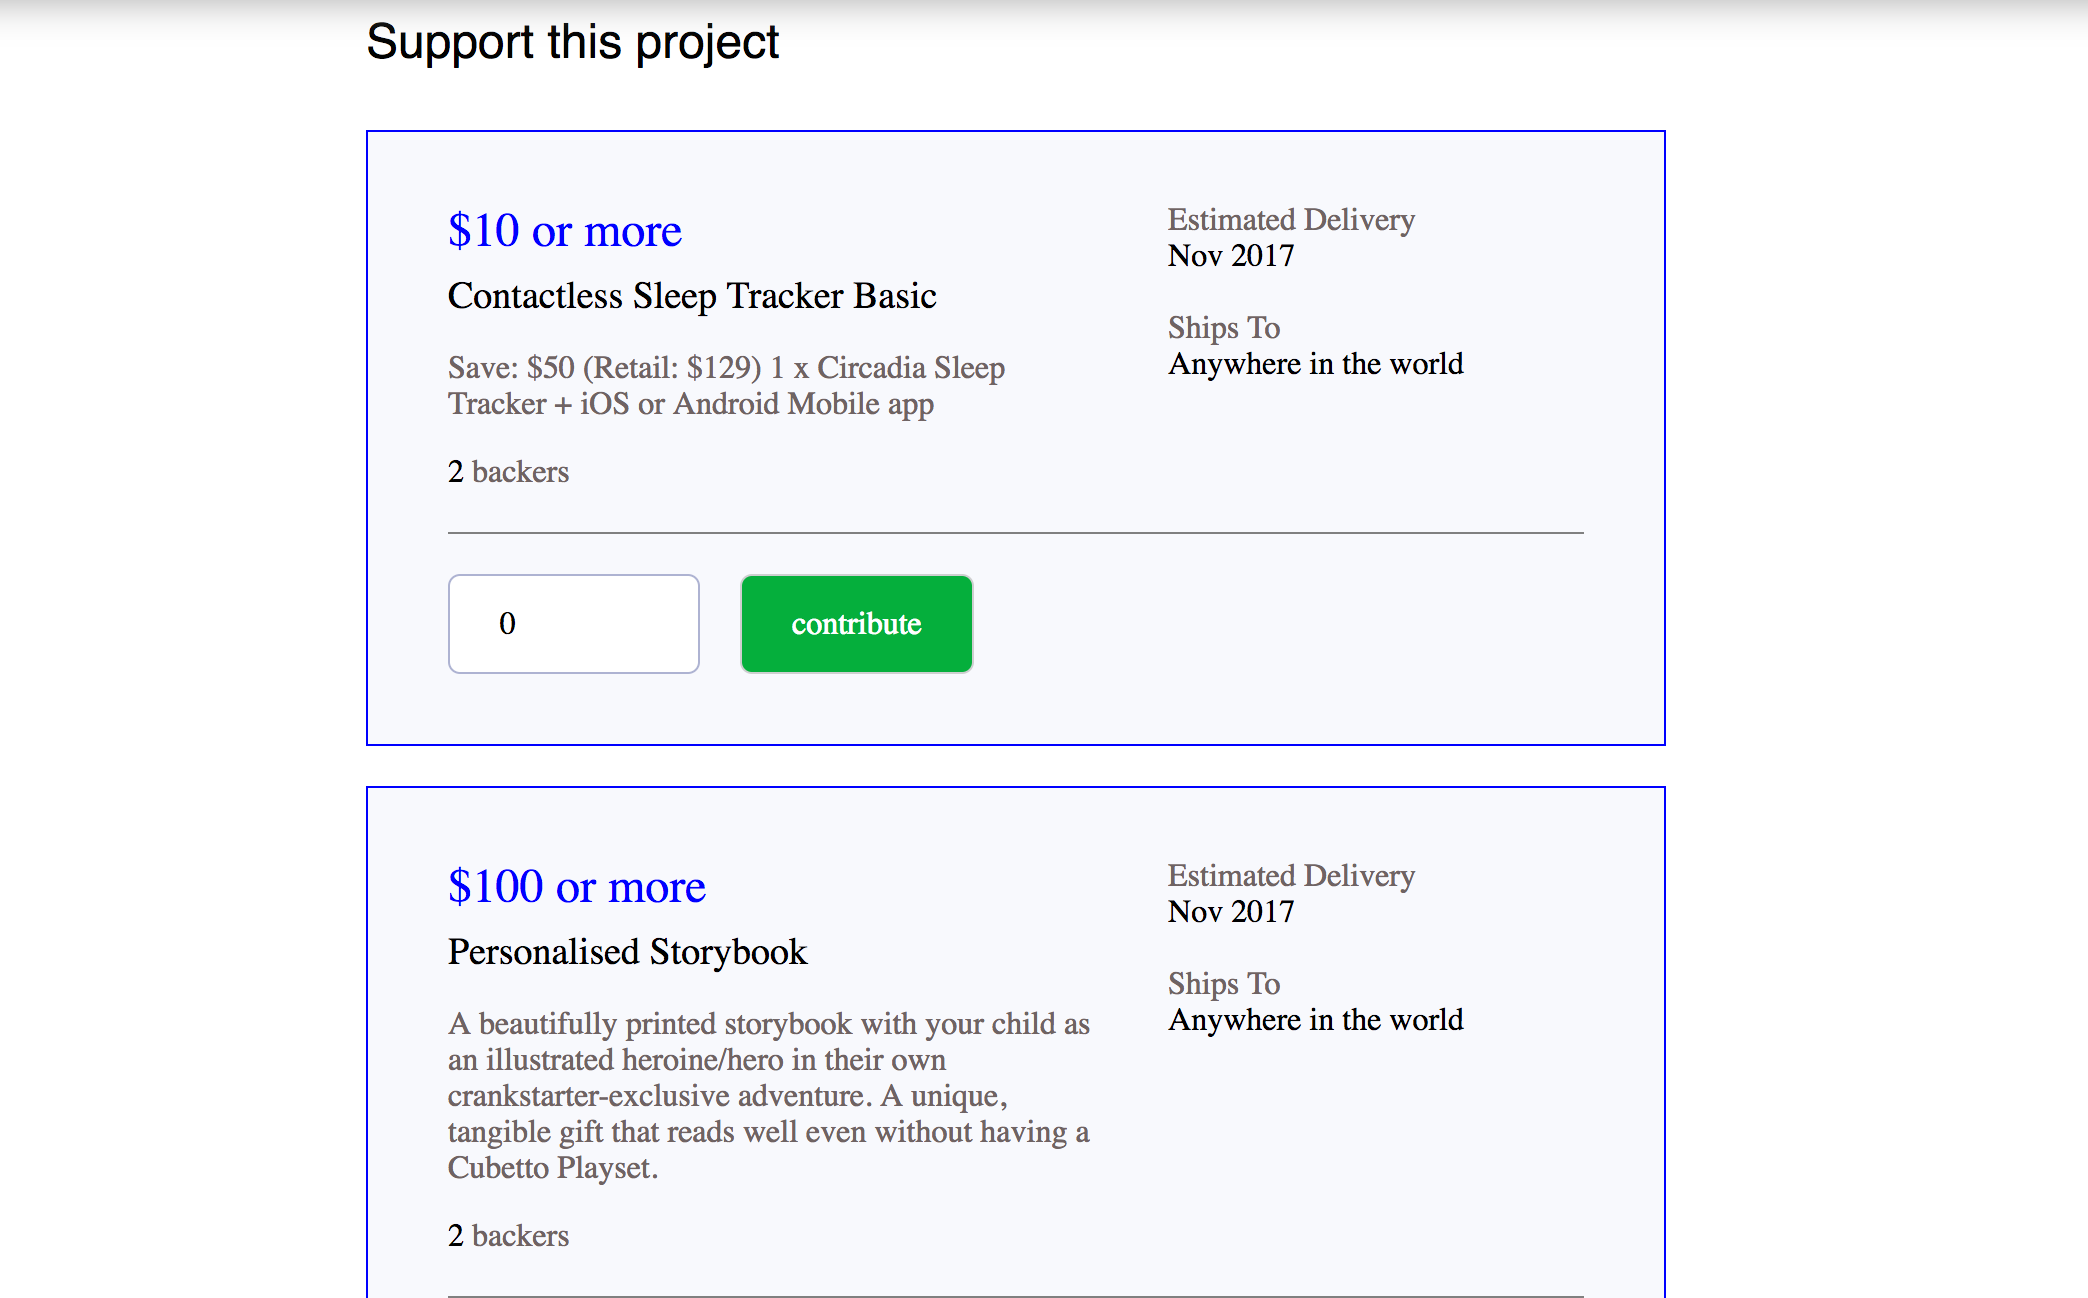 Support this project
$10 or more
Contactless Sleep Tracker Basic
Save: $50 (Retail: $129) 1 x Circadia Sleep
Tracker + iOS or Android Mobile app
2 backers
Estimated Delivery
Nov 2017
Ships To
Anywhere in the world
0
contribute
$100 or more
Personalised Storybook
A beautifully printed storybook with your child as
an illustrated heroine/hero in their own
crankstarter-exclusive adventure. A unique,
tangible gift that reads well even without having a
Cubetto Playset.
2 backers
Estimated Delivery
Nov 2017
Ships To
Anywhere in the world